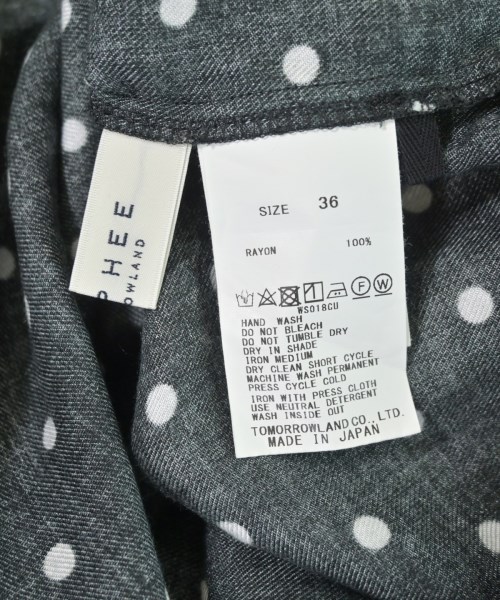 PHEE
OWLAND
SIZE 36
RAYON 100%
F W
WS018CU
HAND WASH
DO NOT BLEACH
DO NOT TUMBLE DRY
DRY IN SHADE
IRON MEDIUM
DRY CLEAN SHORT CYCLE
MACHINE WASH PERMANENT
PRESS CYCLE COLD
IRON WITH PRESS CLOTH
USE NEUTRAL DETERGENT
WASH INSIDE OUT
TOMORROWLAND CO., LTD.
MADE IN JAPAN